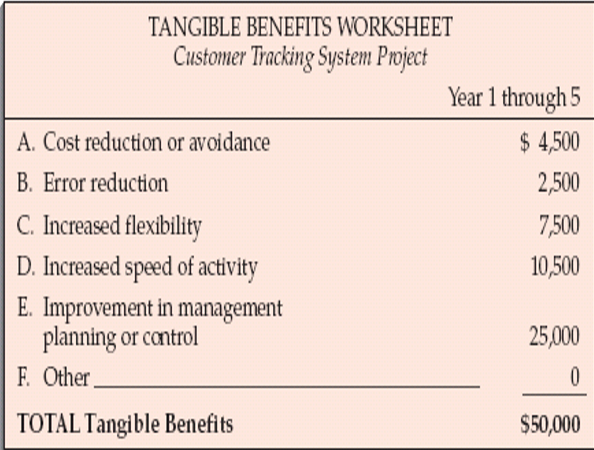 TANGIBLE BENEFITS WORKSHEET
Customer Tracking System Project
Year 1 through 5
A. Cost reduction or avoidance $ 4,500
B. Error reduction 2,500
C. Increased flexibility 7,500
D. Increased speed of activity 10,500
E. Improvement in management
planning or control 25,000
F. Other 0
TOTAL Tangible Benefits $50,000